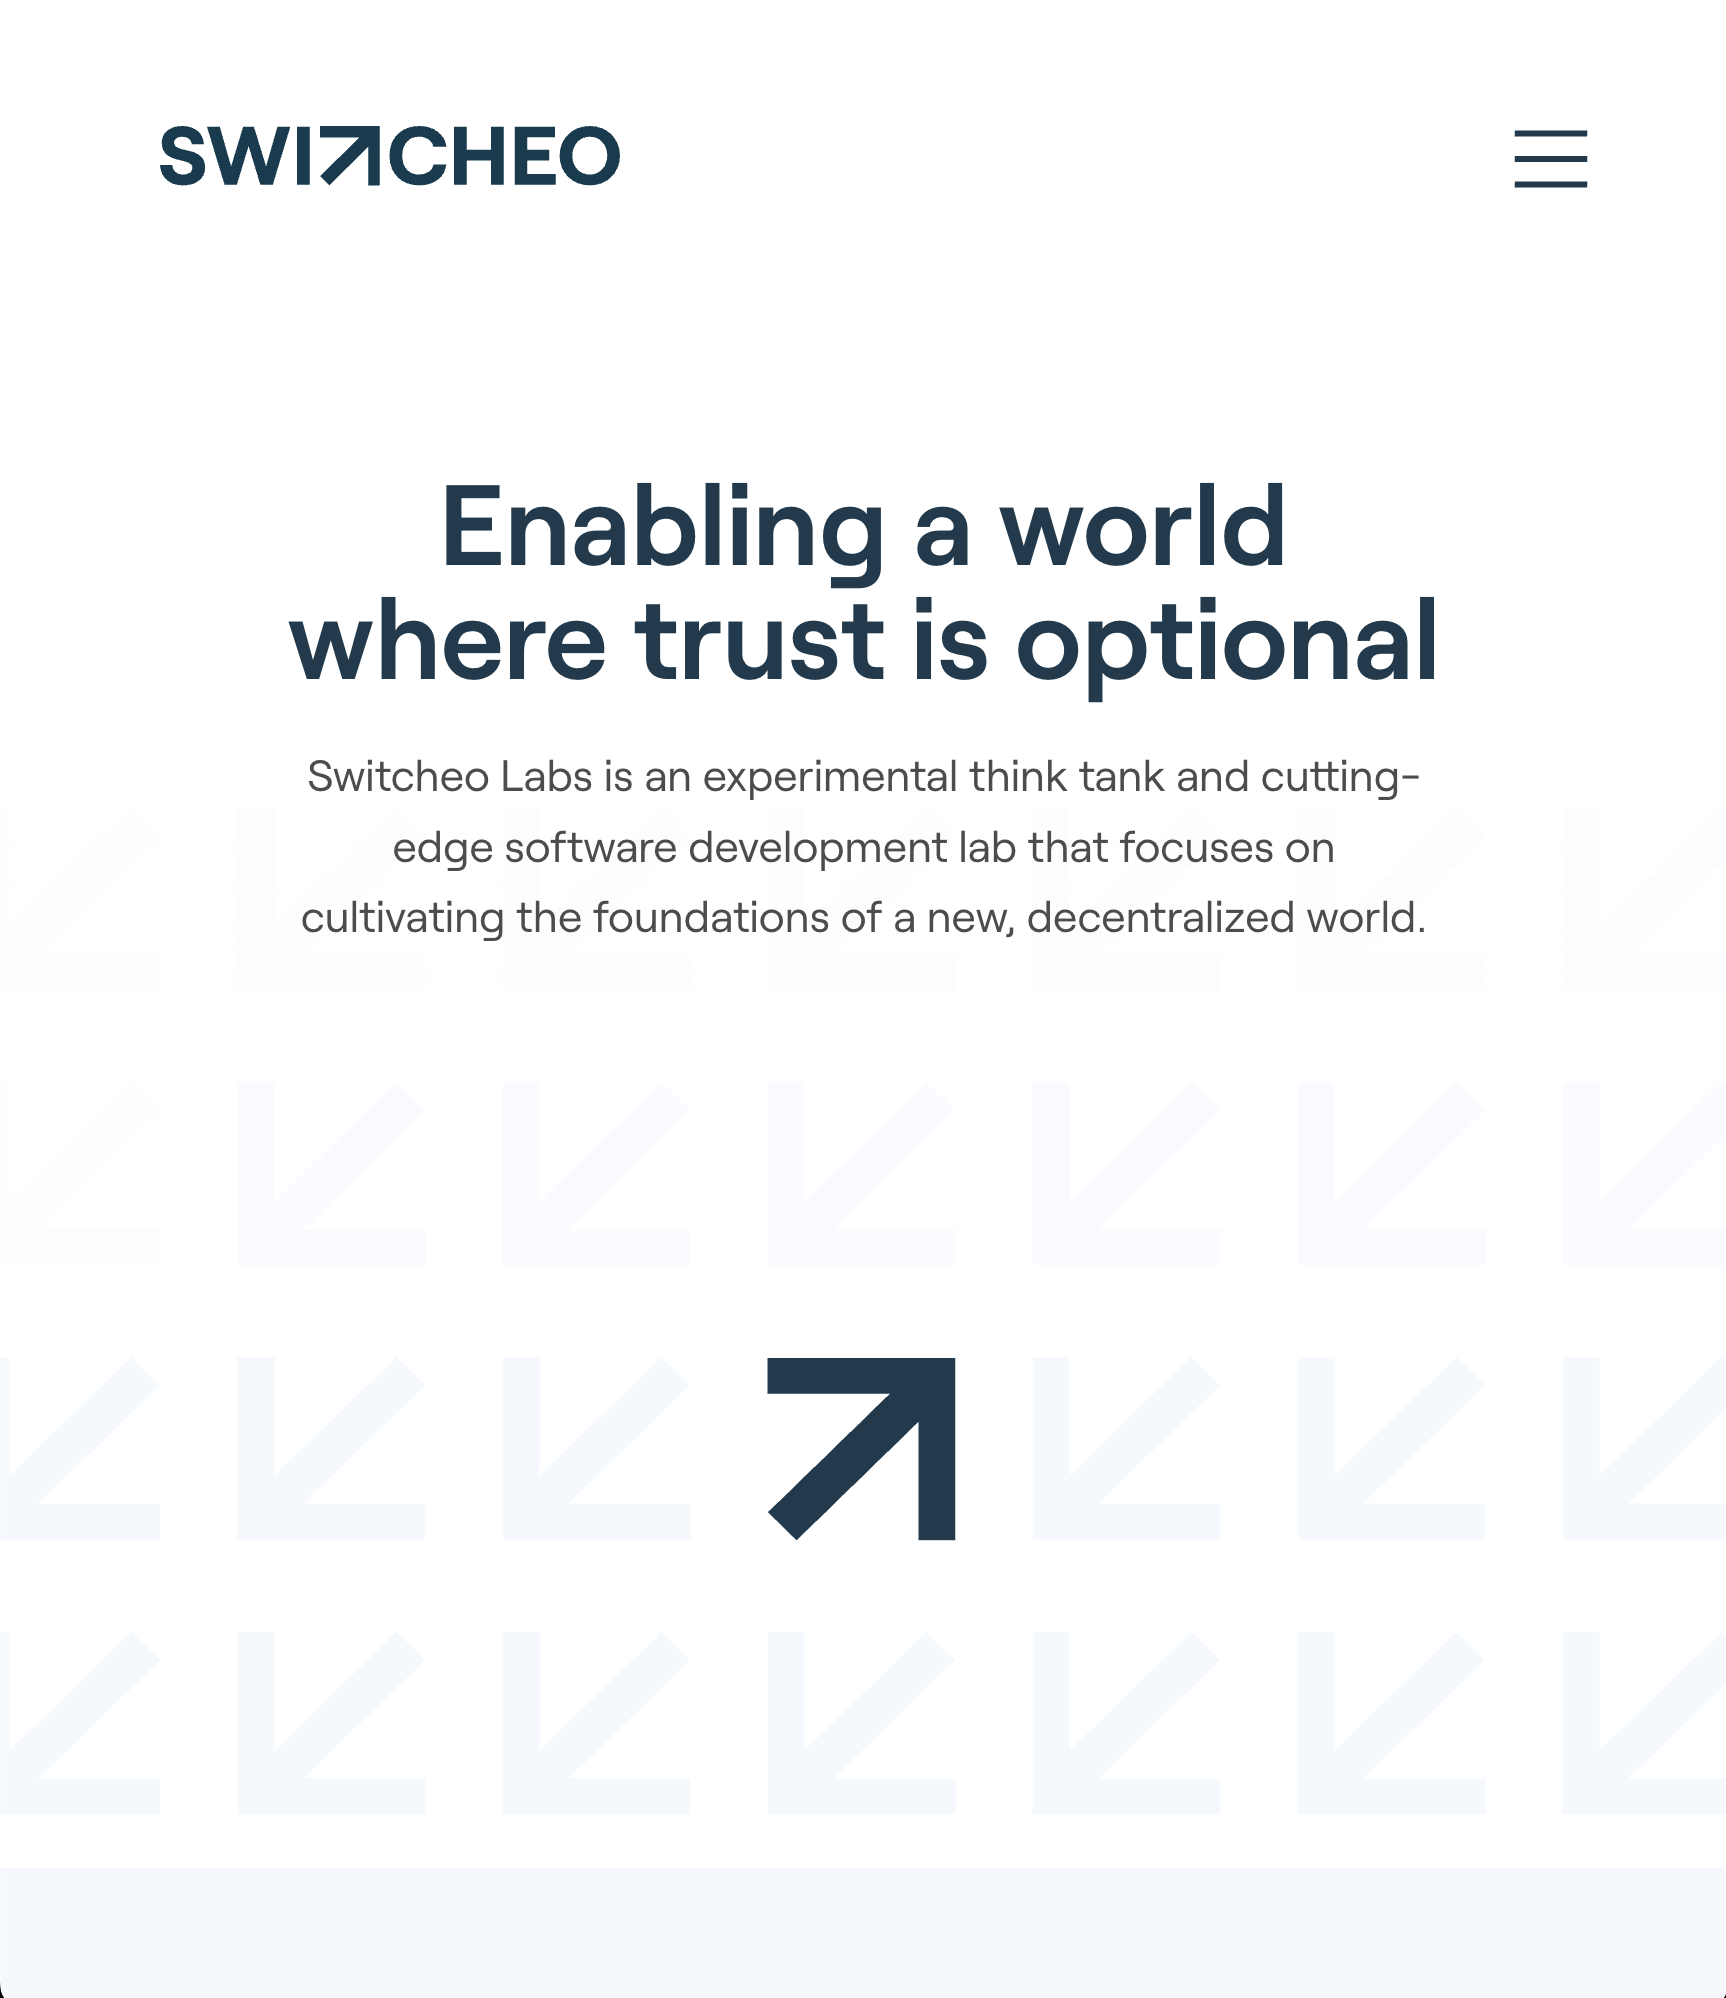 SWITCHEO
Enabling a world
where trust is optional
Switcheo Labs is an experimental think tank and cutting-
edge software development lab that focuses on
cultivating the foundations of a new, decentralized world.